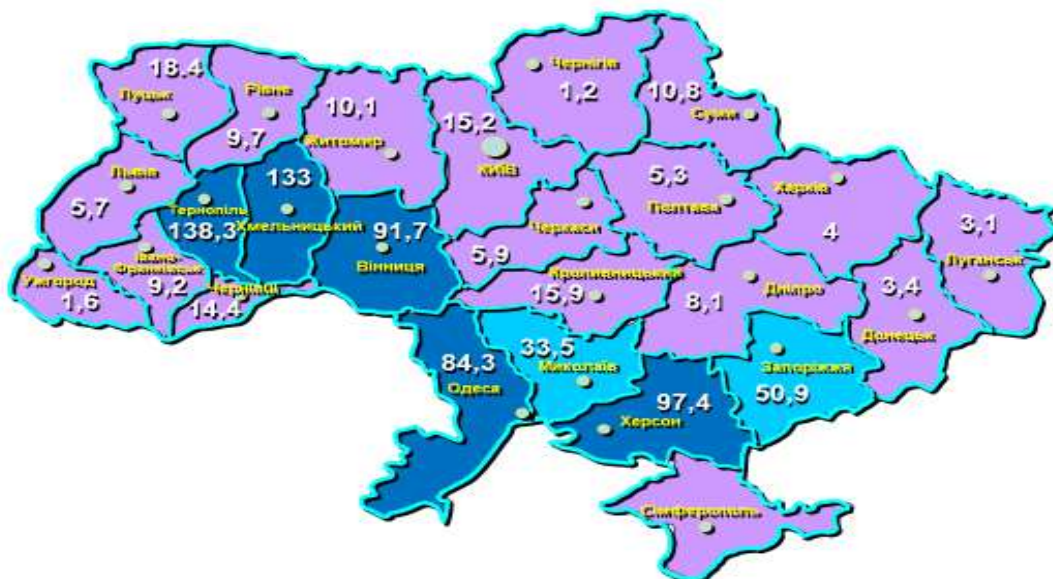 18,4
Луцьк
Рівне
9,7
10,1
Житомир
15,2
КИЇВ
Чернігів
1,2
10,8
Суми
Львів
5,7
Тернопіль
138,3
133
Хмельницький
91,7
Вінниця
Черкаси
5,9
5,3
Полтава
Харків
4
3,1
Луганськ
Ужгород
1,6
Івано
Франківськ
9,2
Чернівці
14,4
Кропивницький
15,9
8,1
Дніпро
3,4
Донецьк
84,3
Одеса
33,5
Миколаїв
97,4
Херсон
Запоріжжя
50,9
Сімферополь